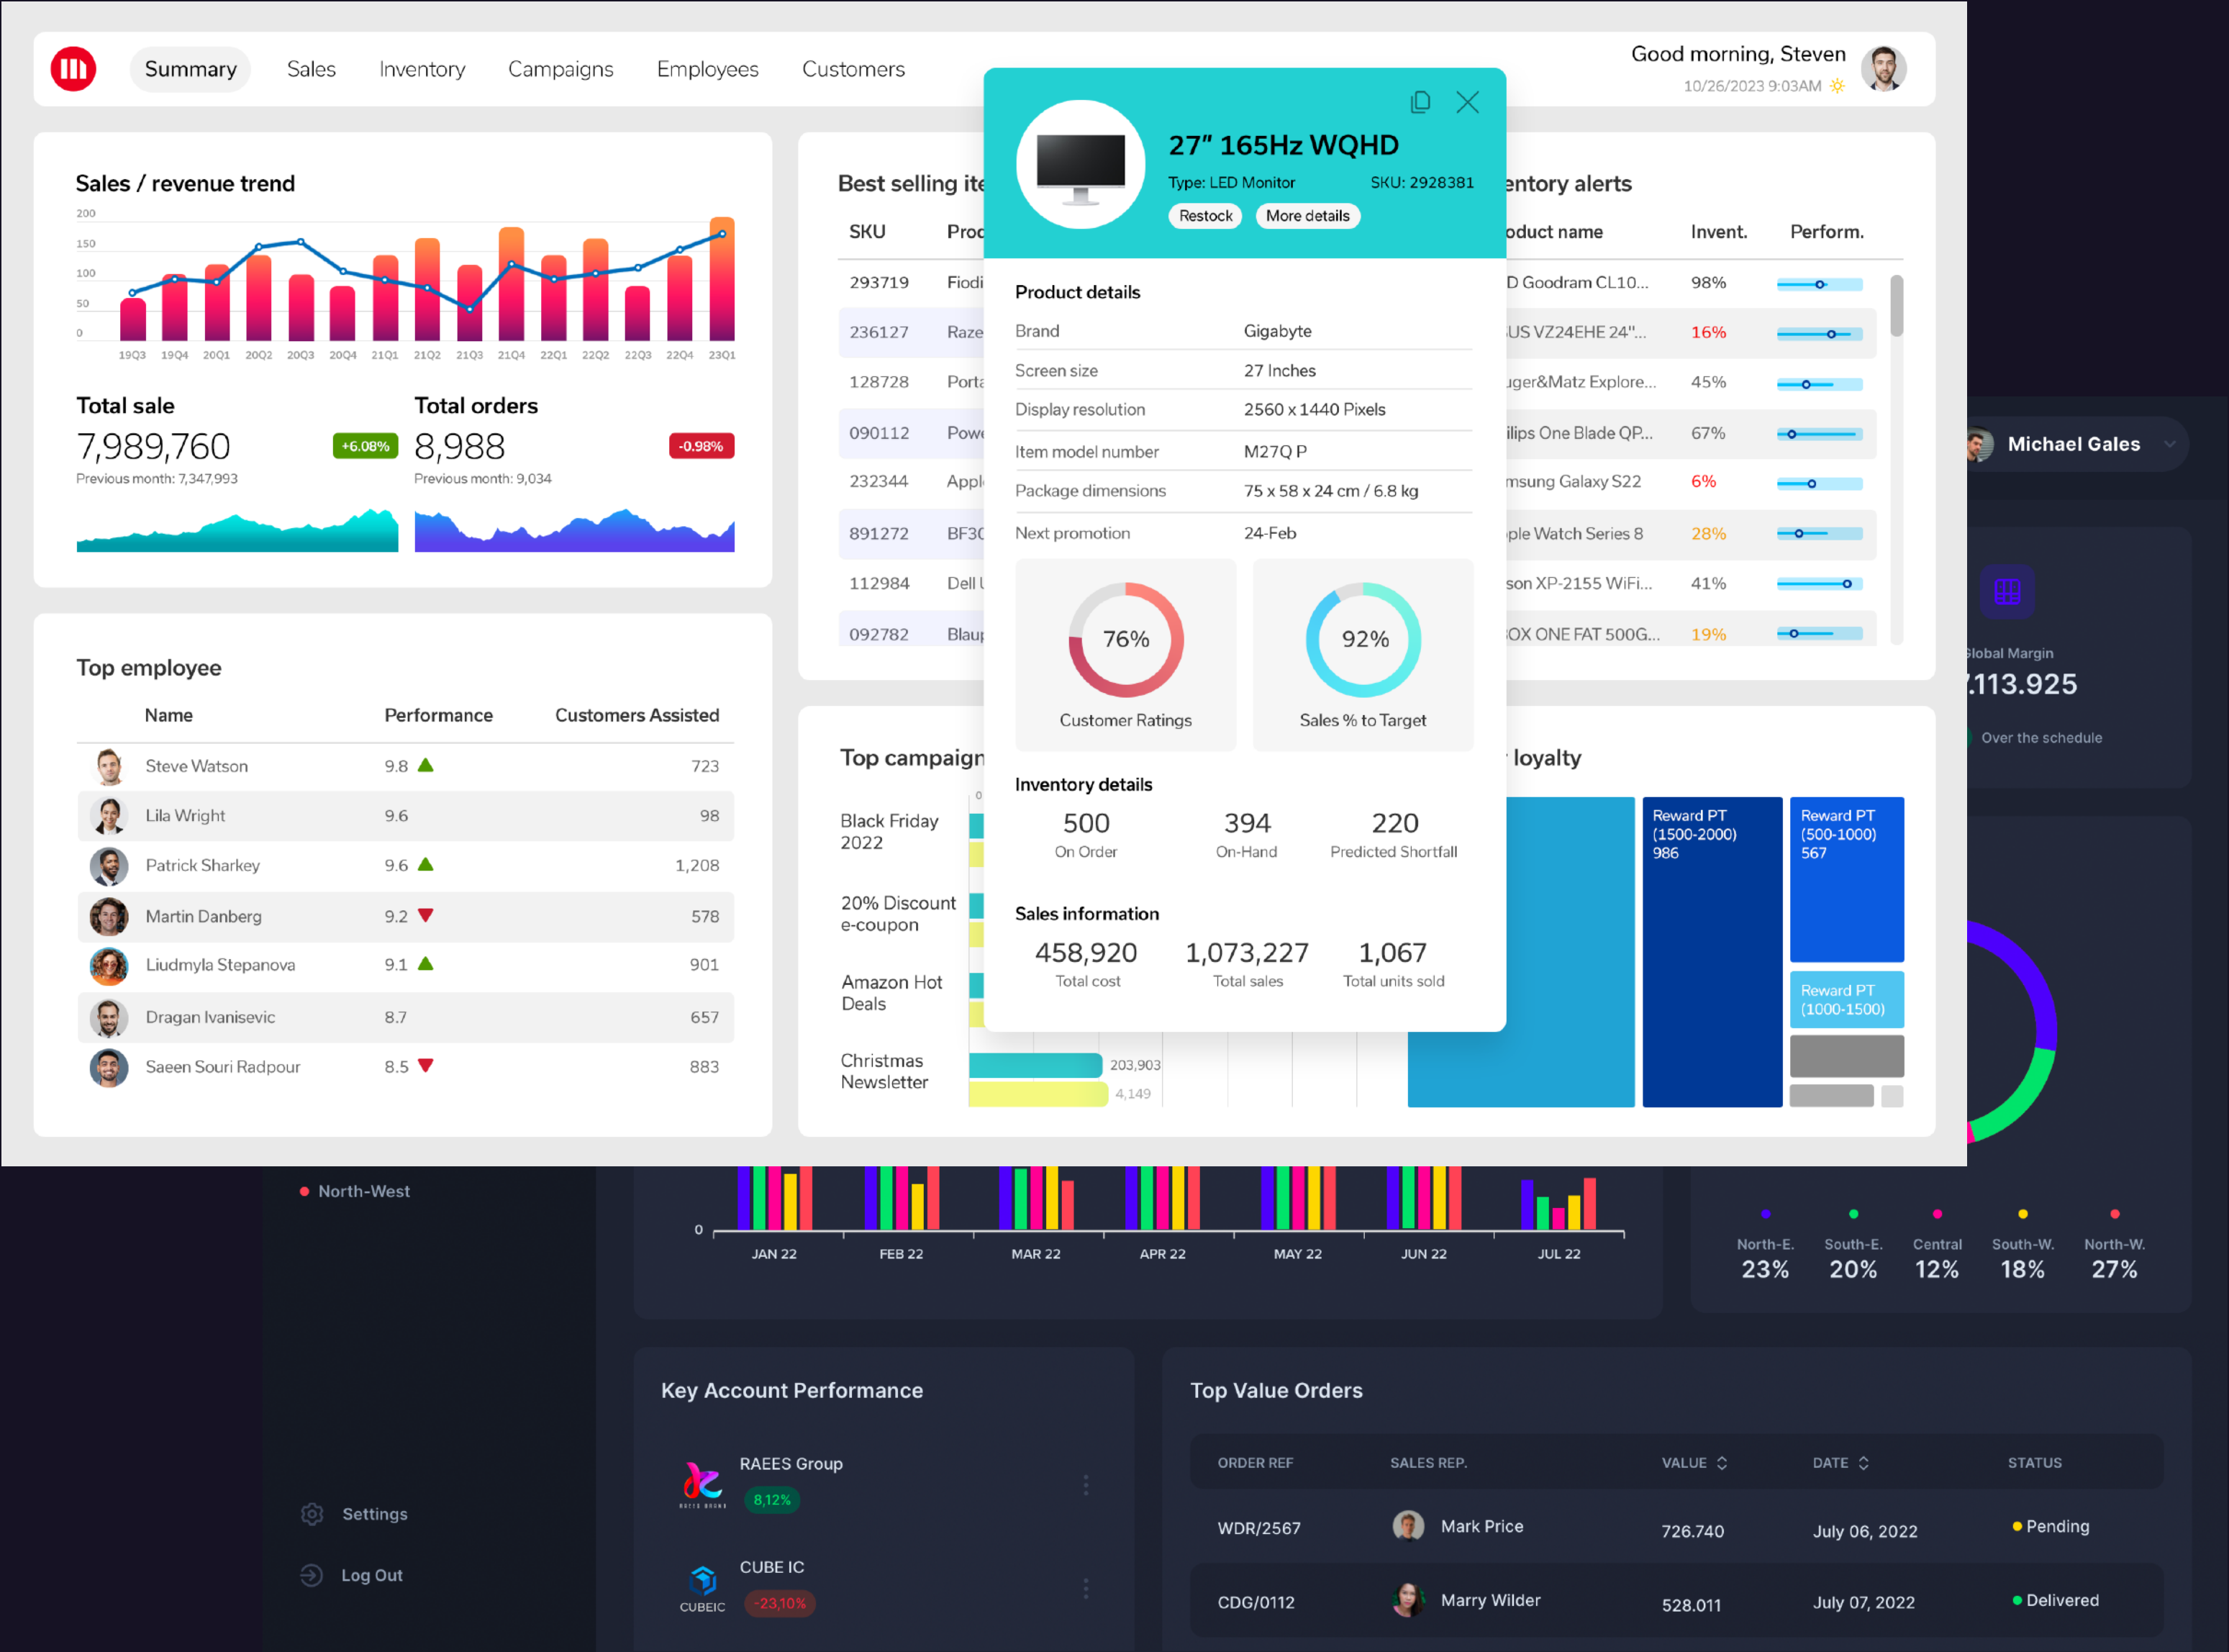 Summary Sales Inventory Campaigns Employees Customers
Good morning, Steven
10/26/2023 9:03AM
Sales / revenue trend
200
150
100
50
0
19Q3 19Q4 20Q1 20Q2 20Q3 20Q4 21Q1 21Q2 21Q3 21Q4 22Q1 22Q2 22Q3 22Q4 23Q1
Total sale
7,989,760
+6.08%
Previous month: 7,347,993
Total orders
8,988
-0.98%
Previous month: 9,034
Top employee
Name Performance Customers Assisted
Steve Watson 9.8 723
Lila Wright 9.6 98
Patrick Sharkey 9.6 1,208
Martin Danberg 9.2 578
Liudmyla Stepanova 9.1 901
Dragan Ivanisevic 8.7 657
Saeen Souri Radpour 8.5 883
Best selling ite
SKU Proc
293719 Fiodi
236127 Raze
128728 Porta
090112 Powe
232344 Appl
891272 BF30
112984 Dell
092782 Blaup
27" 165Hz WQHD
Type: LED Monitor SKU: 2928381
Restock More details
Product details
Brand Gigabyte
Screen size 27 Inches
Display resolution 2560 x 1440 Pixels
Item model number M27Q P
Package dimensions 75 x 58 x 24 cm / 6.8 kg
Next promotion 24-Feb
76%
Customer Ratings
92%
Sales % to Target
Inventory details
500 394 220
On Order On-Hand Predicted Shortfall
Sales information
458,920 1,073,227 1,067
Total cost Total sales Total units sold
entory alerts
oduct name Invent. Perform.
D Goodram CL10... 98%
US VZ24EHE 24"... 16%
uger&Matz Explore... 45%
ilips One Blade QP... 67%
msung Galaxy S22 6%
ple Watch Series 8 28%
son XP-2155 WiFi... 41%
OX ONE FAT 500G... 19%
Top campaign
0
Black Friday
2022
20% Discount
e-coupon
Amazon Hot
Deals
Christmas
Newsletter
203,903
4,149
loyalty
Reward PT
(1500-2000)
986
Reward PT
(500-1000)
567
Reward PT
(1000-1500)
Michael Gales
Global Margin
7.113.925
Over the schedule
North-West
0
JAN 22 FEB 22 MAR 22 APR 22 MAY 22 JUN 22 JUL 22
North-E. South-E. Central South-W. North-W.
23% 20% 12% 18% 27%
Settings
Log Out
Key Account Performance
RAEES Group
8,12%
CUBE IC
CUBEIC
-23,10%
Top Value Orders
ORDER REF SALES REP. VALUE DATE STATUS
WDR/2567 Mark Price 726.740 July 06, 2022 Pending
CDG/0112 Marry Wilder 528.011 July 07, 2022 Delivered